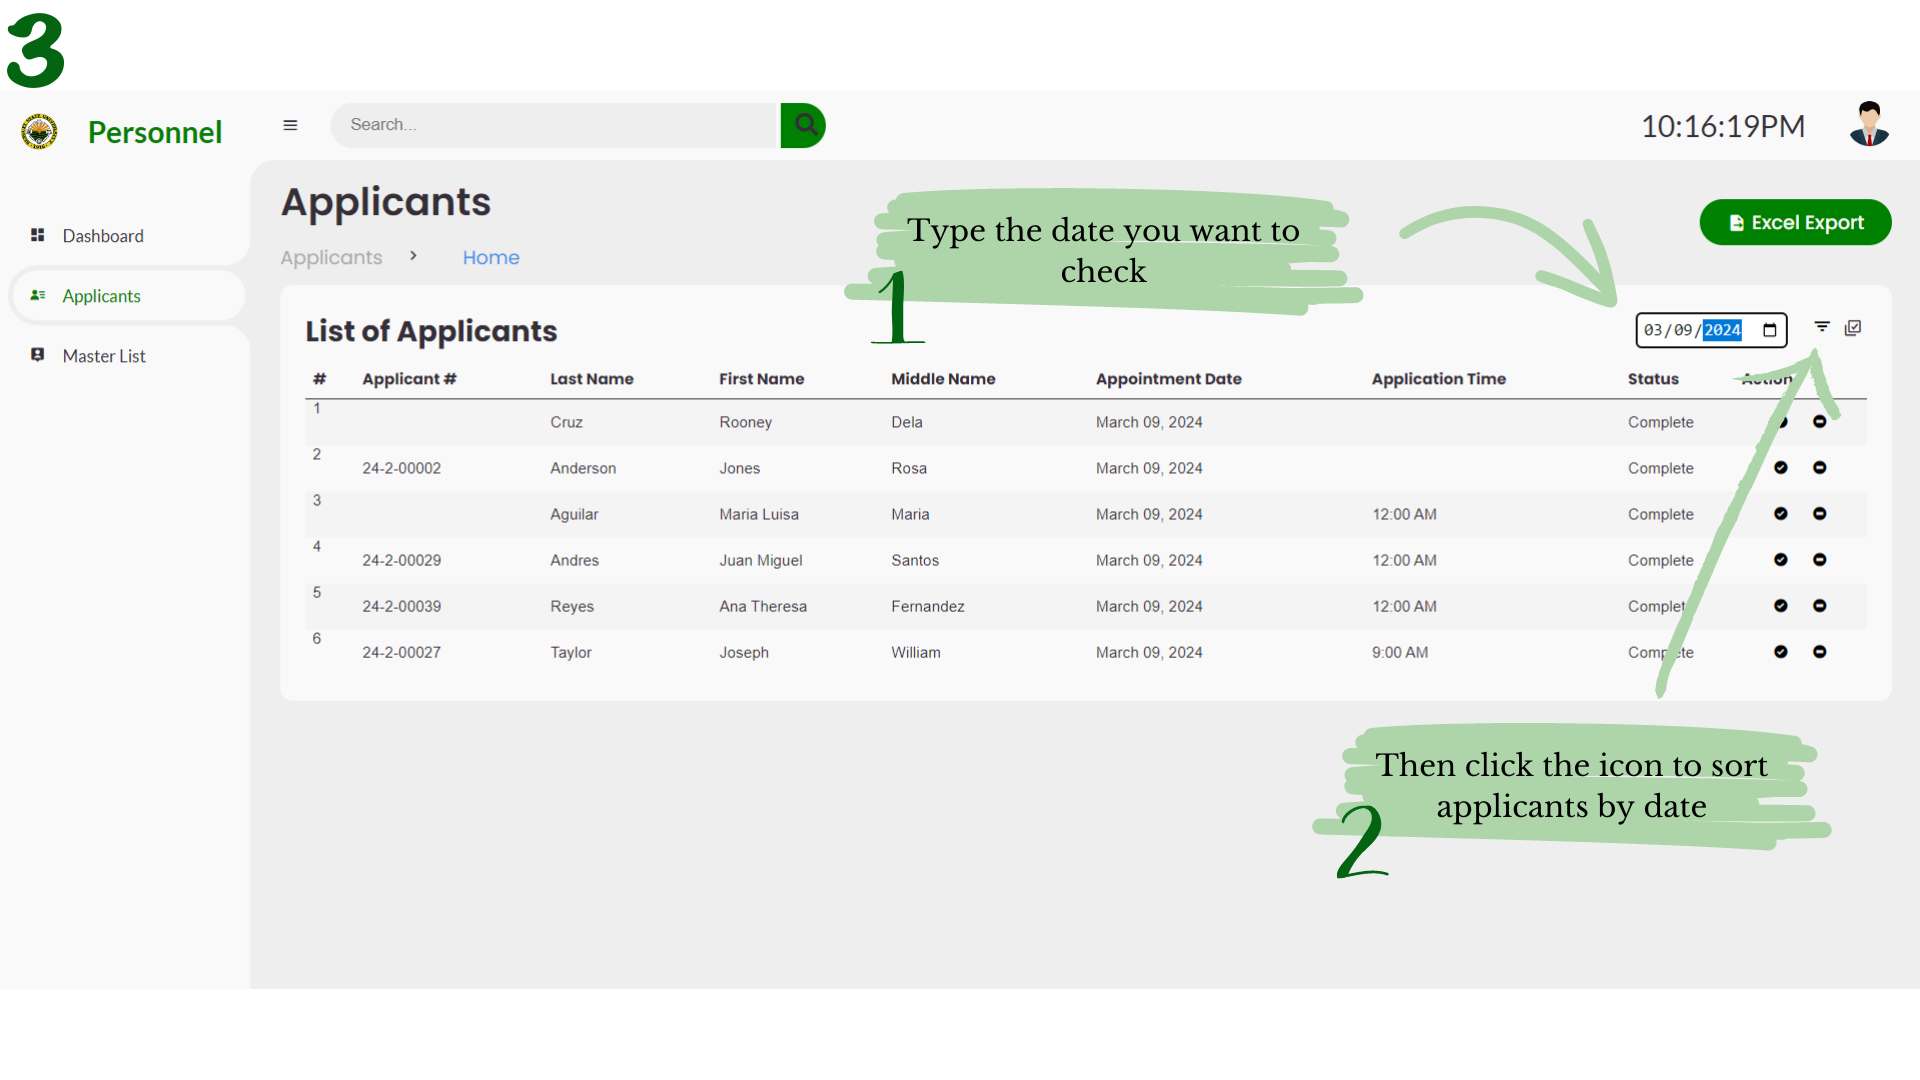 3
Personnel
Search...
10:16:19PM
Dashboard
Applicants
Master List
Applicants
Applicants > Home
Type the date you want to
check
1
Excel Export
List of Applicants
03/09/2024
# Applicant # Last Name First Name Middle Name Appointment Date Application Time Status Action
1 Cruz Rooney Dela March 09, 2024 Complete
2 24-2-00002 Anderson Jones Rosa March 09, 2024 Complete
3 Aguilar Maria Luisa Maria March 09, 2024 12:00 AM Complete
4 24-2-00029 Andres Juan Miguel Santos March 09, 2024 12:00 AM Complete
5 24-2-00039 Reyes Ana Theresa Fernandez March 09, 2024 12:00 AM Complete
6 24-2-00027 Taylor Joseph William March 09, 2024 9:00 AM Complete
Then click the icon to sort
applicants by date
2